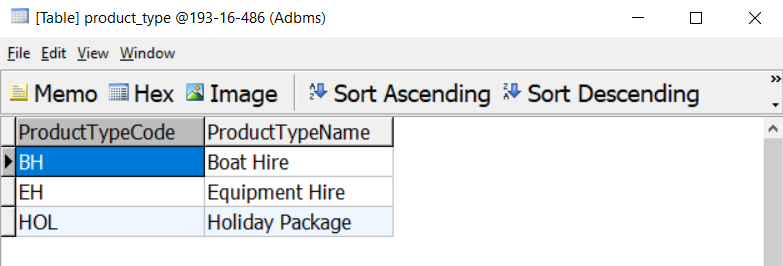 [Table] product_type @193-16-486 (Adbms)
File Edit View Window
Memo Hex Image Sort Ascending Sort Descending
ProductTypeCode ProductTypeName
BH Boat Hire
EH Equipment Hire
HOL Holiday Package